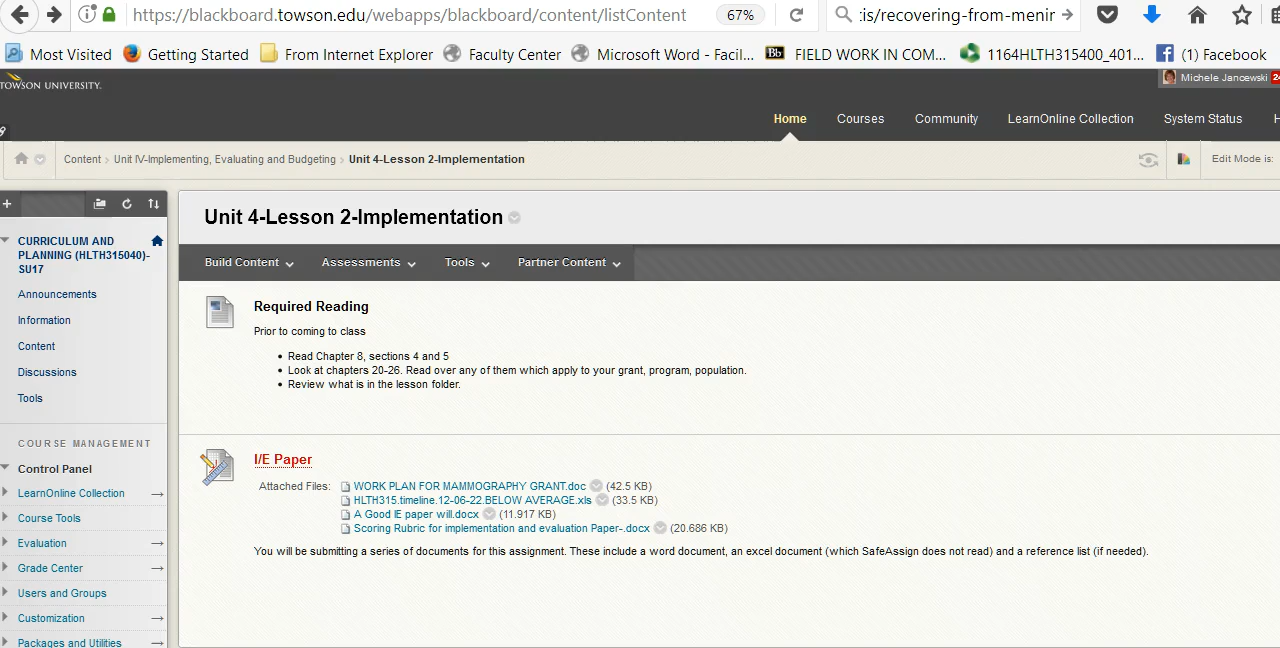 https://blackboard.towson.edu/webapps/blackboard/content/listContent
67%
:is/recovering-from-menir
Most Visited
Getting Started
From Internet Explorer
Faculty Center
Microsoft Word - Facil...
Bb
FIELD WORK IN COM...
1164HLTH315400_401...
(1) Facebook
TOWSON UNIVERSITY.
Michele Jancewski
Home
Courses
Community
LearnOnline Collection
System Status
Content
Unit IV-Implementing, Evaluating and Budgeting
Unit 4-Lesson 2-Implementation
Edit Mode is:
Unit 4-Lesson 2-Implementation
CURRICULUM AND
PLANNING (HLTH315040)-
SU17
Announcements
Information
Content
Discussions
Tools
COURSE MANAGEMENT
Control Panel
LearnOnline Collection
Course Tools
Evaluation
Grade Center
Users and Groups
Customization
Packages and Utilities
Build Content
Assessments
Tools
Partner Content
Required Reading
Prior to coming to class
• Read Chapter 8, sections 4 and 5
• Look at chapters 20-26. Read over any of them which apply to your grant, program, population.
• Review what is in the lesson folder.
I/E Paper
Attached Files: WORK PLAN FOR MAMMOGRAPHY GRANT.doc (42.5 KB)
HLTH315.timeline.12-06-22.BELOW AVERAGE.xls (33.5 KB)
A Good IE paper will.docx (11.917 KB)
Scoring Rubric for implementation and evaluation Paper-.docx (20.686 KB)
You will be submitting a series of documents for this assignment. These include a word document, an excel document (which SafeAssign does not read) and a reference list (if needed).